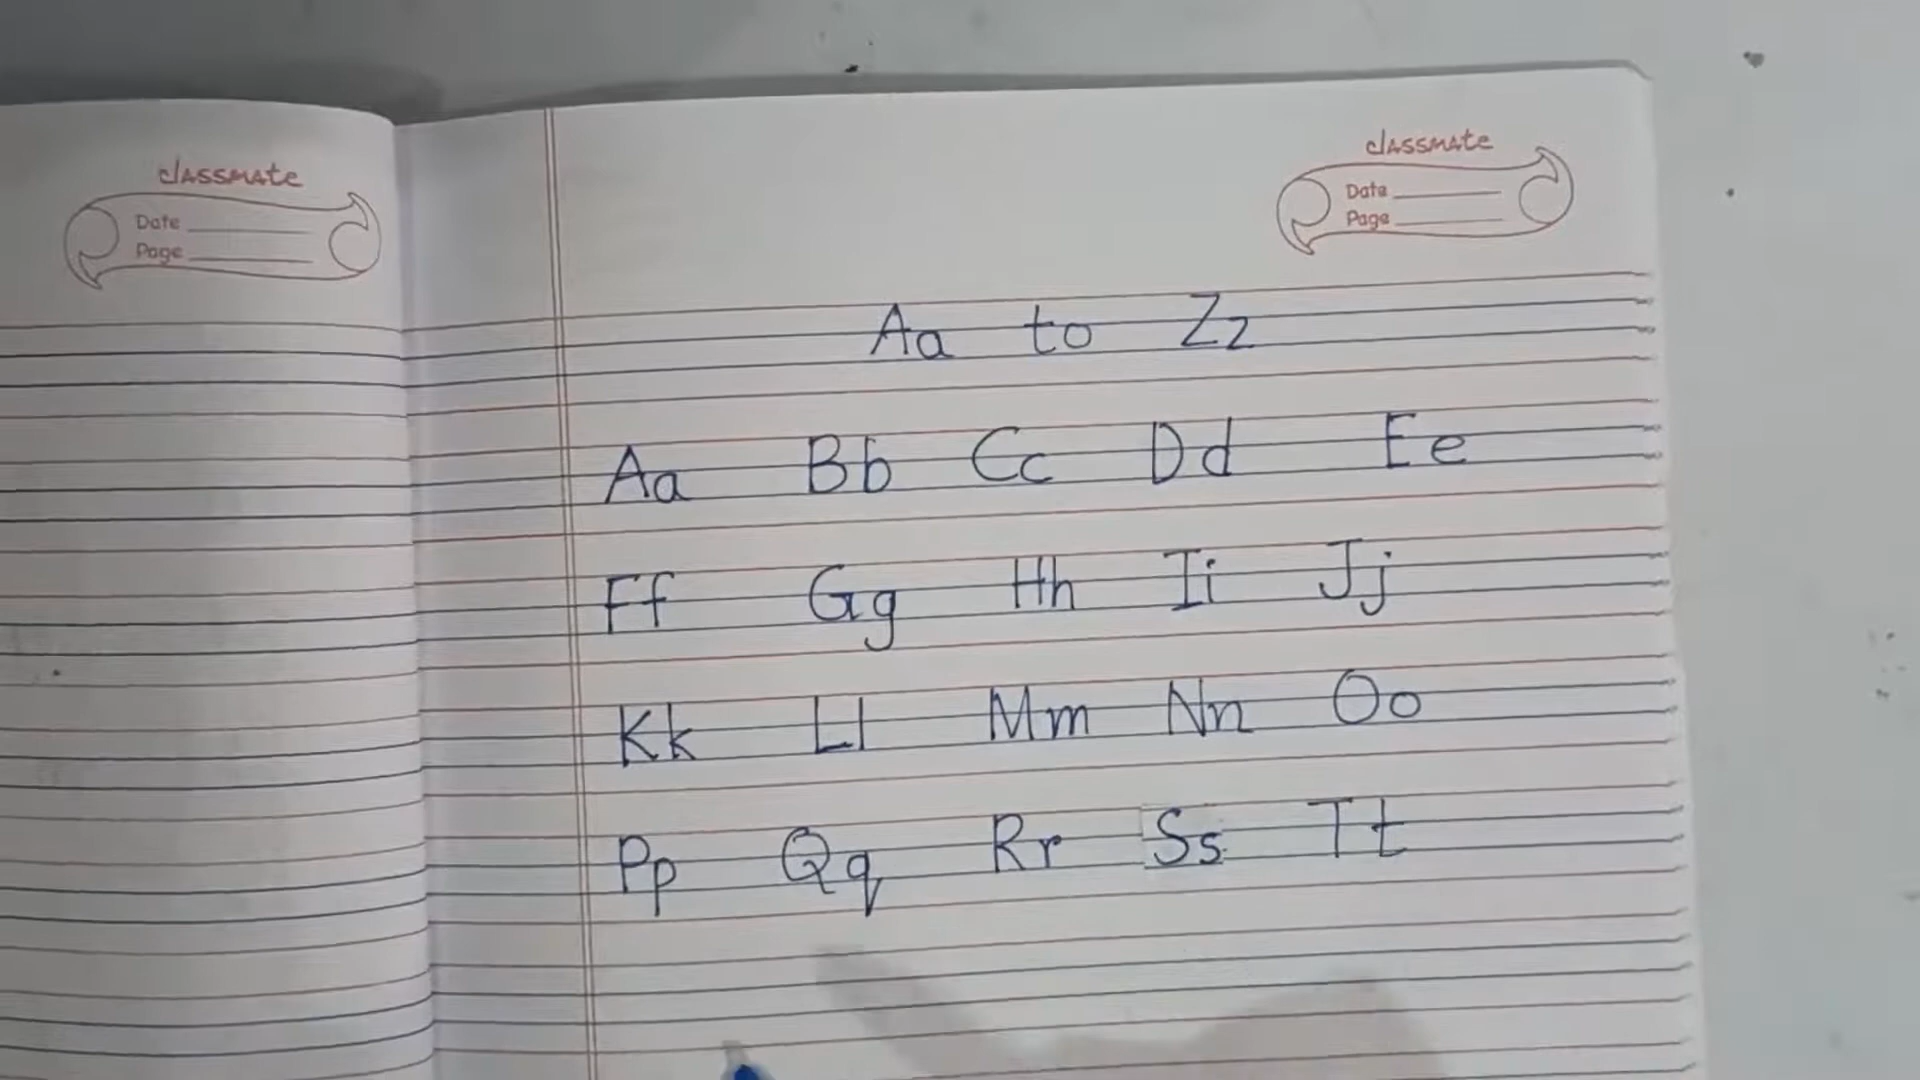 classmate
Date
Page
classmate
Date
Page
Aa to Zz
Aa Bb Cc Dd Ee
Ff Gg Hh Ii Jj
Kk Ll Mm Nn Oo
Pp Qq Rr Ss Tt